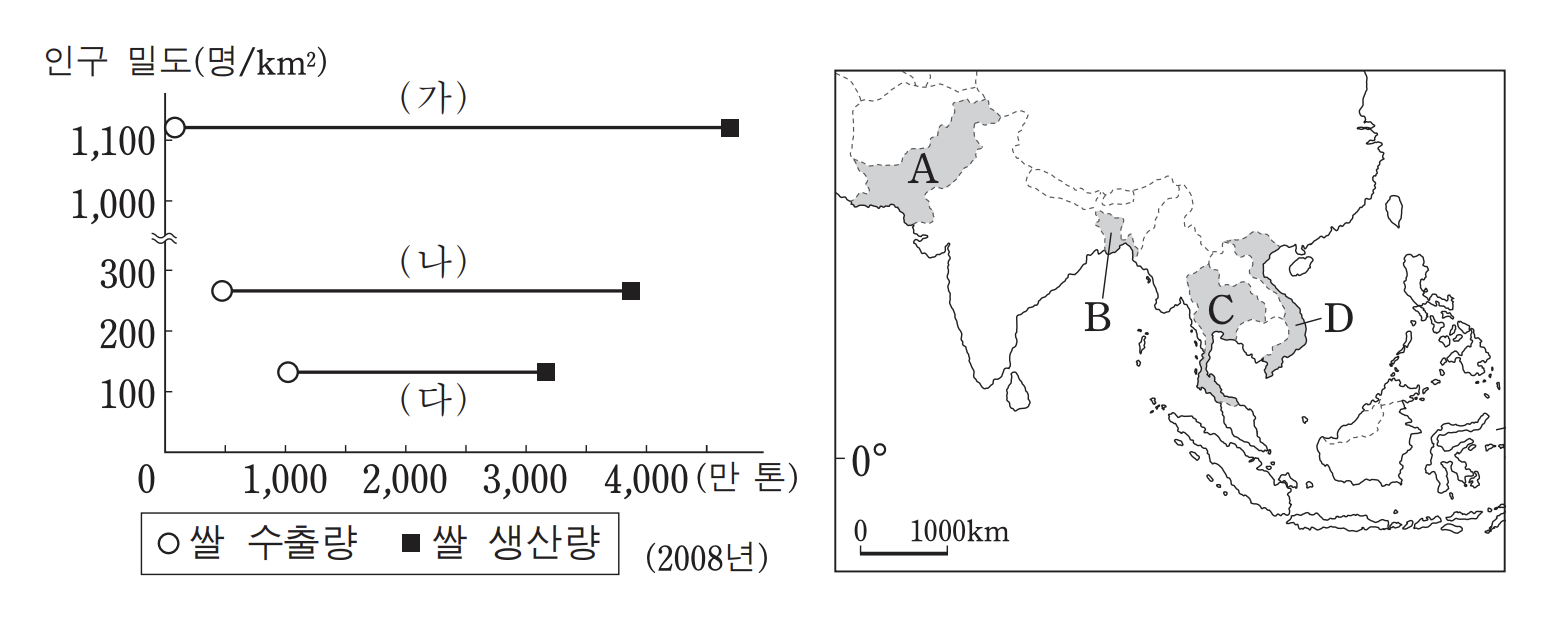 인구 밀도(명/km²)
(가)
1,100
1,000
(나)
300
200
100
(다)
0 1,000 2,000 3,000 4,000 (만 톤)
○ 쌀 수출량 ■ 쌀 생산량
(2008년)
A
B
C
D
0°
0 1000km